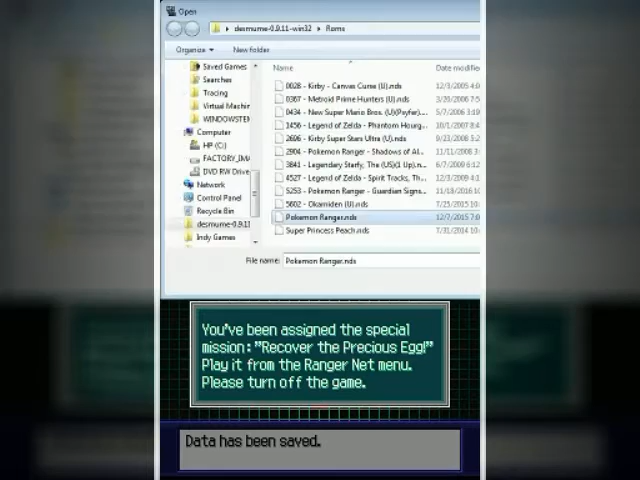 Open
desmume-0.9.11-win32 ▸ Roms
Organize New folder
Saved Games
Searches
Tracing
Virtual Machin
WINDOWSTEN
Computer
HP (C:)
FACTORY_IMA
DVD RW Drive
Network
Control Panel
Recycle Bin
desmume-0.9.11
Indy Games
Name Date modified
0028 - Kirby - Canvas Curse (U).nds
0367 - Metroid Prime Hunters (U).nds
0434 - New Super Mario Bros. (U)(Psyfer)....
1456 - Legend of Zelda - Phantom Hourg...
2696 - Kirby Super Stars Ultra (U).nds
2904 - Pokemon Ranger - Shadows of Al...
3841 - Legendary Starfy, The (US)(1 Up).n...
4527 - Legend of Zelda - Spirit Tracks, Th...
5253 - Pokemon Ranger - Guardian Signs...
5602 - Okamiden (U).nds
Pokemon Ranger.nds
Super Princess Peach.nds
File name: Pokemon Ranger.nds
You've been assigned the special
mission: "Recover the Precious Egg!"
Play it from the Ranger Net menu.
Please turn off the game.
Data has been saved.